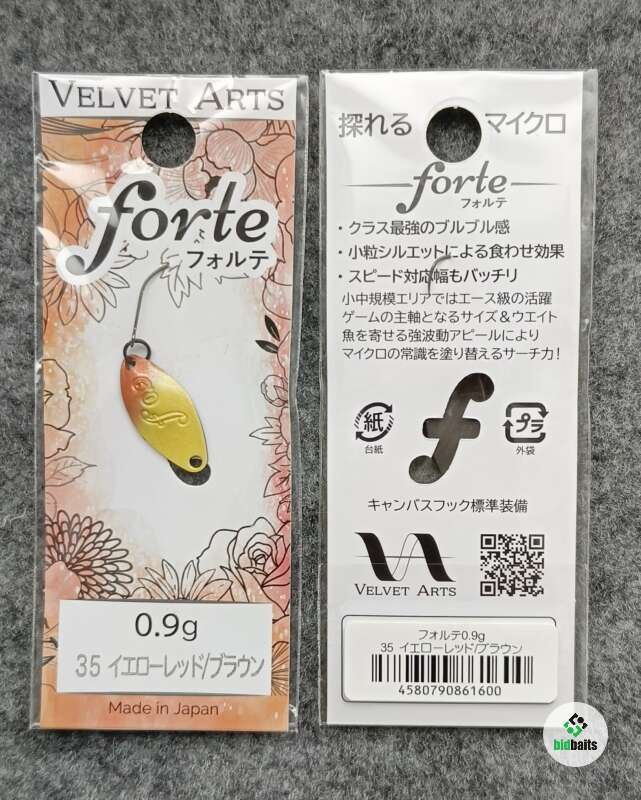 VELVET ARTS
forte
フォルテ
0.9g
35 イエローレッド/ブラウン
Made in Japan
探れる マイクロ
forte
フォルテ
・クラス最強のブルブル感
・小粒シルエットによる食わせ効果
・スピード対応幅もバッチリ
小中規模エリアではエース級の活躍
ゲームの主軸となるサイズ&ウエイト
魚を寄せる強波動アピールにより
マイクロの常識を塗り替えるサーチ力!
紙
台紙
プラ
外袋
キャンバスフック標準装備
VELVET ARTS
フォルテ0.9g
35 イエローレッド/ブラウン
4580790861600
bidbaits